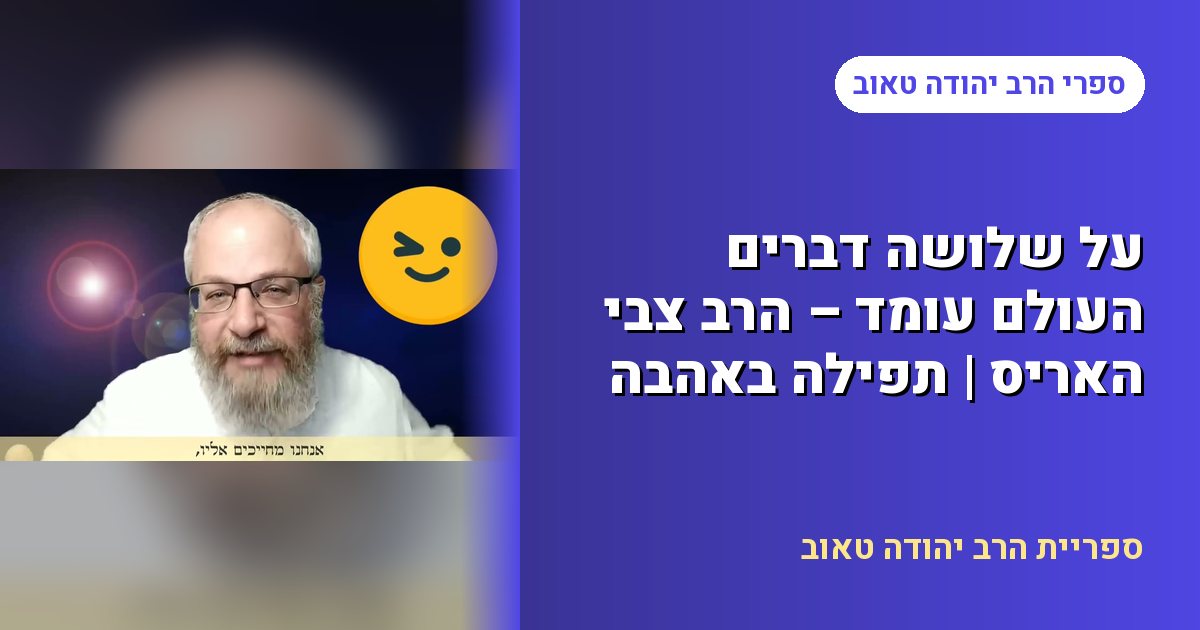 ספרי הרב יהודה טאוב
על שלושה דברים
העולם עומד – הרב צבי
האריס | תפילה באהבה
אנחנו מחייכים אליו,
ספריית הרב יהודה טאוב